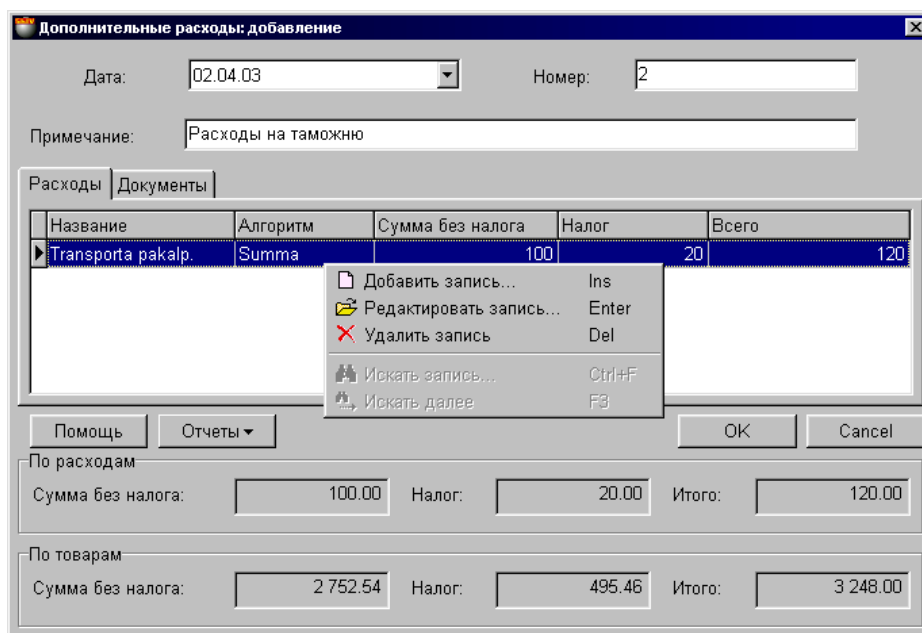 Дополнительные расходы: добавление
Дата: 02.04.03 Номер: 2
Примечание: Расходы на таможню
Расходы Документы
Название Алгоритм Сумма без налога Налог Всего
Transporta pakalp. Summa 100 20 120
Добавить запись... Ins
Редактировать запись... Enter
Удалить запись Del
Искать запись... Ctrl+F
Искать далее F3
Помощь Отчеты OK Cancel
По расходам
Сумма без налога: 100.00 Налог: 20.00 Итого: 120.00
По товарам
Сумма без налога: 2 752.54 Налог: 495.46 Итого: 3 248.00